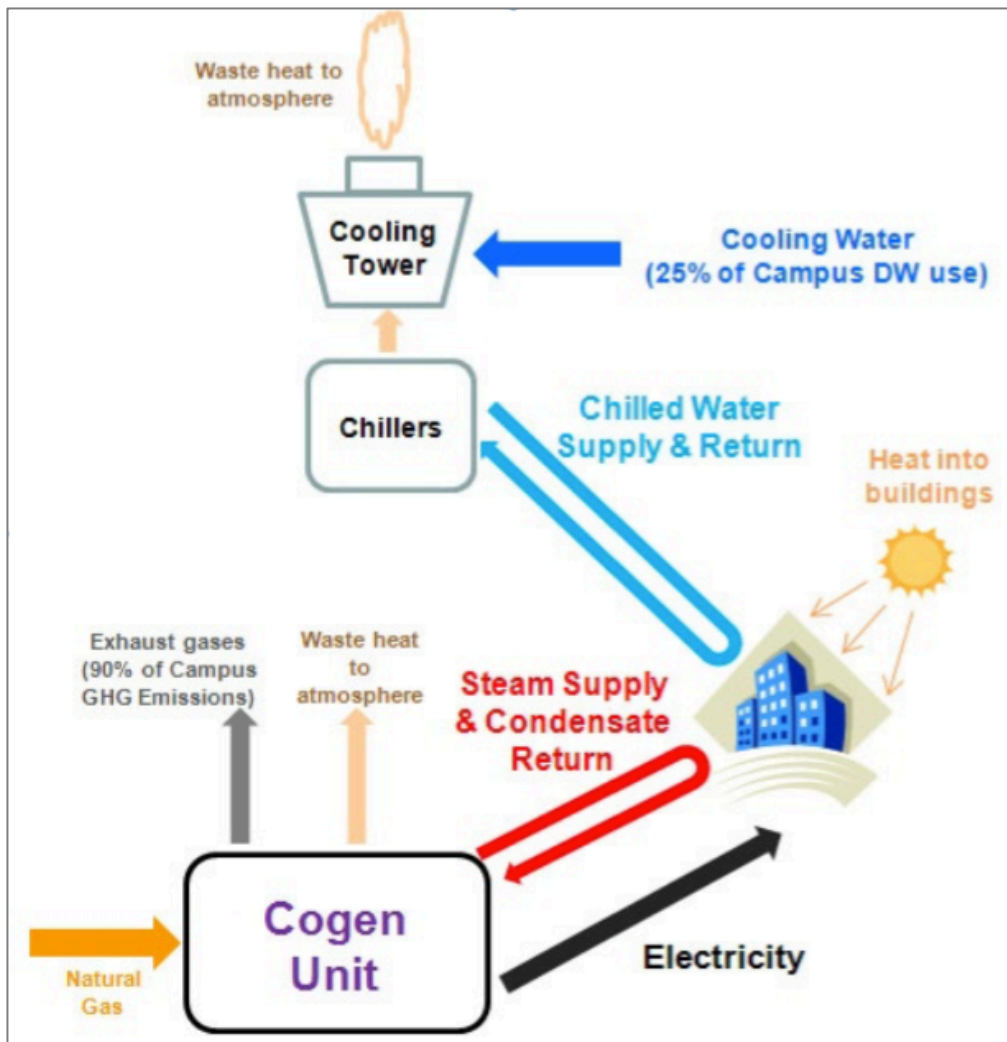 Waste heat to
atmosphere
Cooling
Tower
Cooling Water
(25% of Campus DW use)
Chillers
Chilled Water
Supply & Return
Heat into
buildings
Exhaust gases
(90% of Campus
GHG Emissions)
Waste heat
to
atmosphere
Steam Supply
& Condensate
Return
Cogen
Unit
Electricity
Natural
Gas